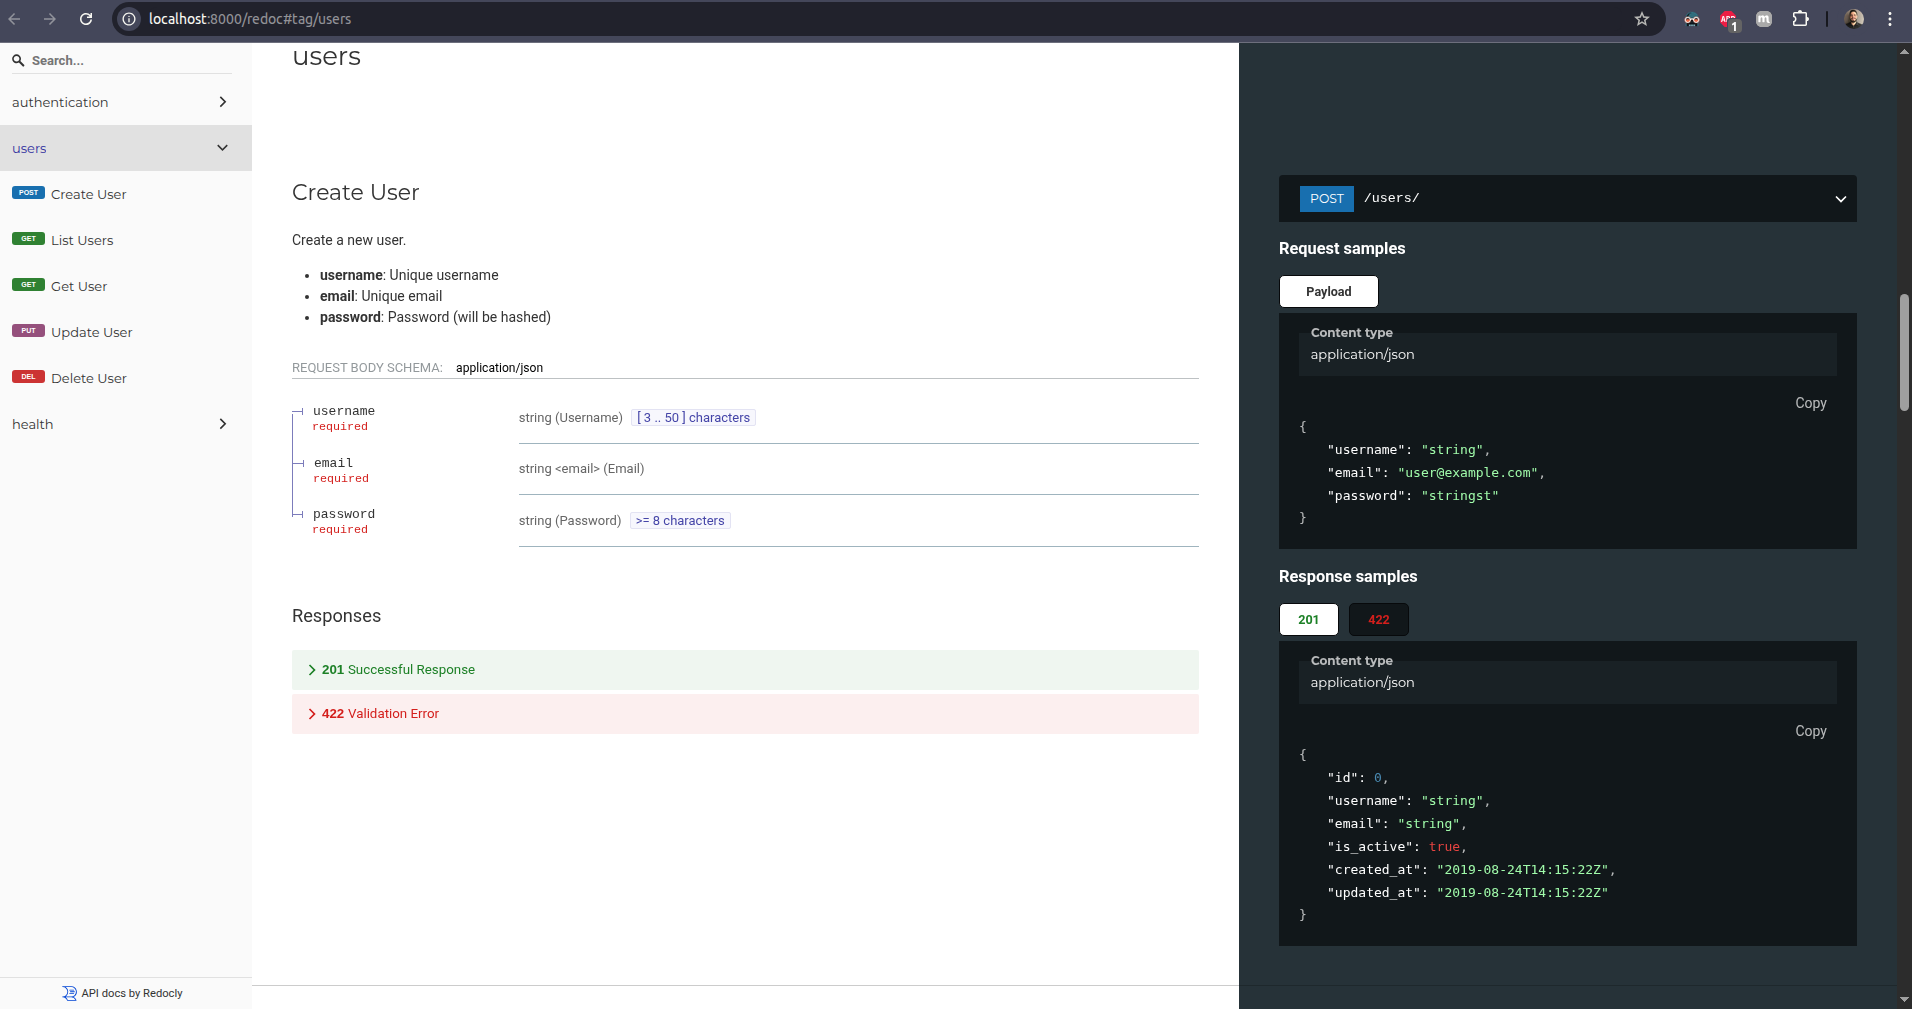 localhost:8000/redoc#tag/users
ABP
1
m
Search...
authentication
users
POST Create User
GET List Users
GET Get User
PUT Update User
DEL Delete User
health
API docs by Redocly
users
Create User
Create a new user.
username: Unique username
email: Unique email
password: Password (will be hashed)
REQUEST BODY SCHEMA: application/json
username
required
string (Username) [ 3 .. 50 ] characters
email
required
string <email> (Email)
password
required
string (Password) >= 8 characters
Responses
201 Successful Response
422 Validation Error
POST /users/
Request samples
Payload
Content type
application/json
Copy
{
"username": "string",
"email": "user@example.com",
"password": "stringst"
}
Response samples
201 422
Content type
application/json
Copy
{
"id": 0,
"username": "string",
"email": "string",
"is_active": true,
"created_at": "2019-08-24T14:15:22Z",
"updated_at": "2019-08-24T14:15:22Z"
}